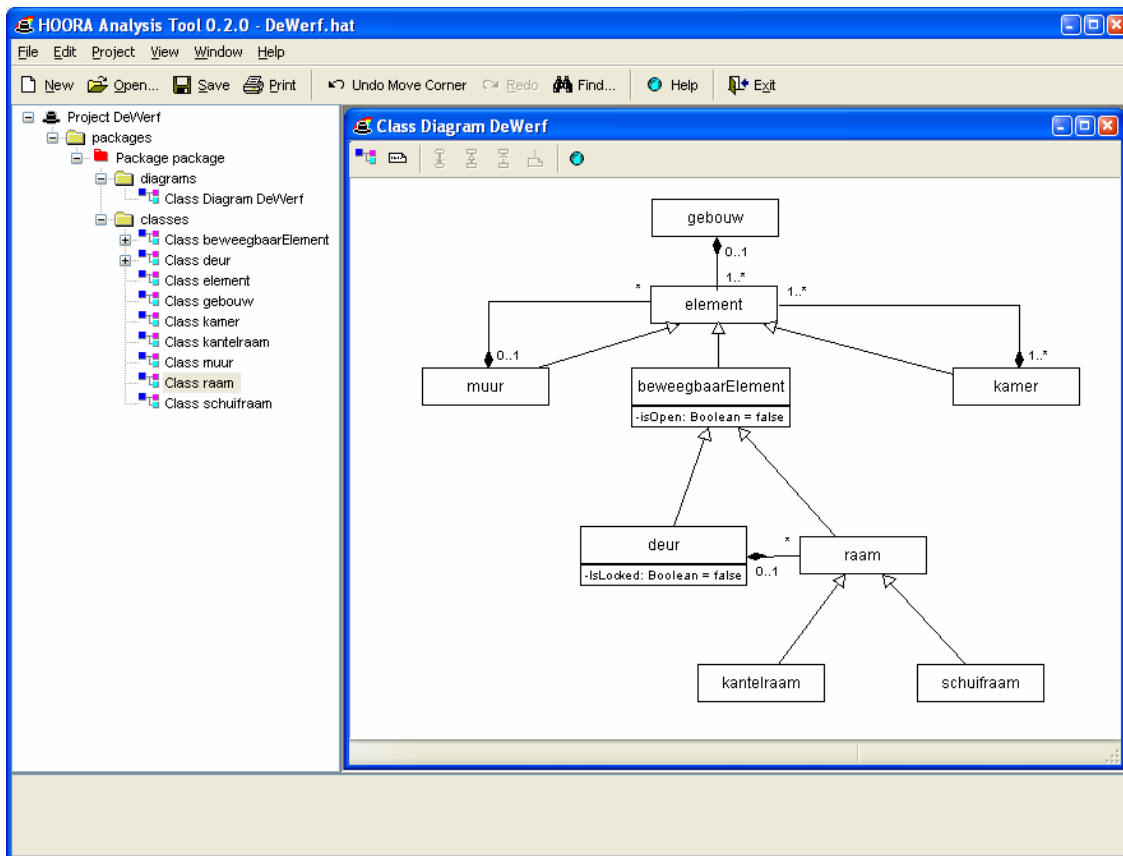 HOORA Analysis Tool 0.2.0 - DeWerf.hat
File Edit Project View Window Help
New Open... Save Print Undo Move Corner Redo Find... Help Exit
Project DeWerf
packages
Package package
diagrams
Class Diagram DeWerf
classes
Class beweegbaarElement
Class deur
Class element
Class gebouw
Class kamer
Class kantelraam
Class muur
Class raam
Class schuifraam
Class Diagram DeWerf
gebouw
0..1
1..*
* element 1..*
0..1 1..*
muur beweegbaarElement kamer
-isOpen: Boolean = false
deur * raam
-IsLocked: Boolean = false 0..1
kantelraam schuifraam